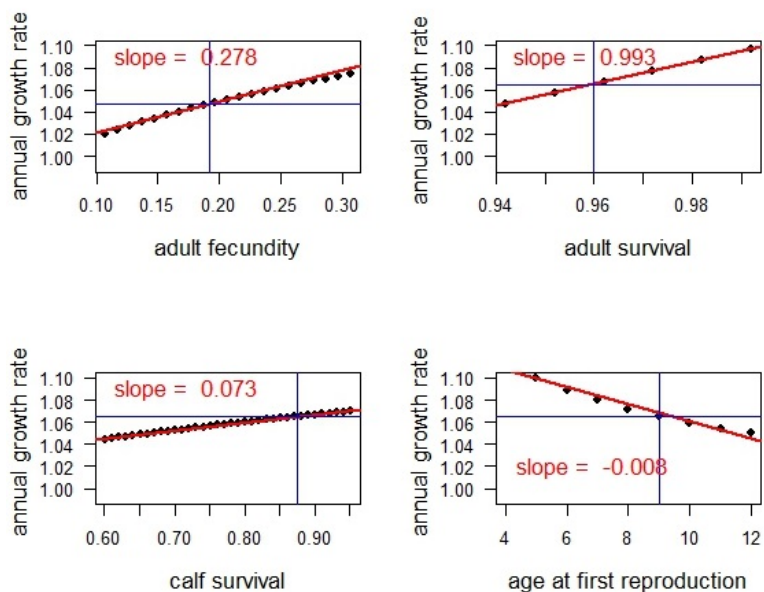 annual growth rate
1.10
1.08
1.06
1.04
1.02
1.00
slope = 0.278
0.10 0.15 0.20 0.25 0.30
adult fecundity
annual growth rate
1.10
1.08
1.06
1.04
1.02
1.00
slope = 0.993
0.94 0.96 0.98
adult survival
annual growth rate
1.10
1.08
1.06
1.04
1.02
1.00
slope = 0.073
0.60 0.70 0.80 0.90
calf survival
annual growth rate
1.10
1.08
1.06
1.04
1.02
1.00
slope = -0.008
4 6 8 10 12
age at first reproduction